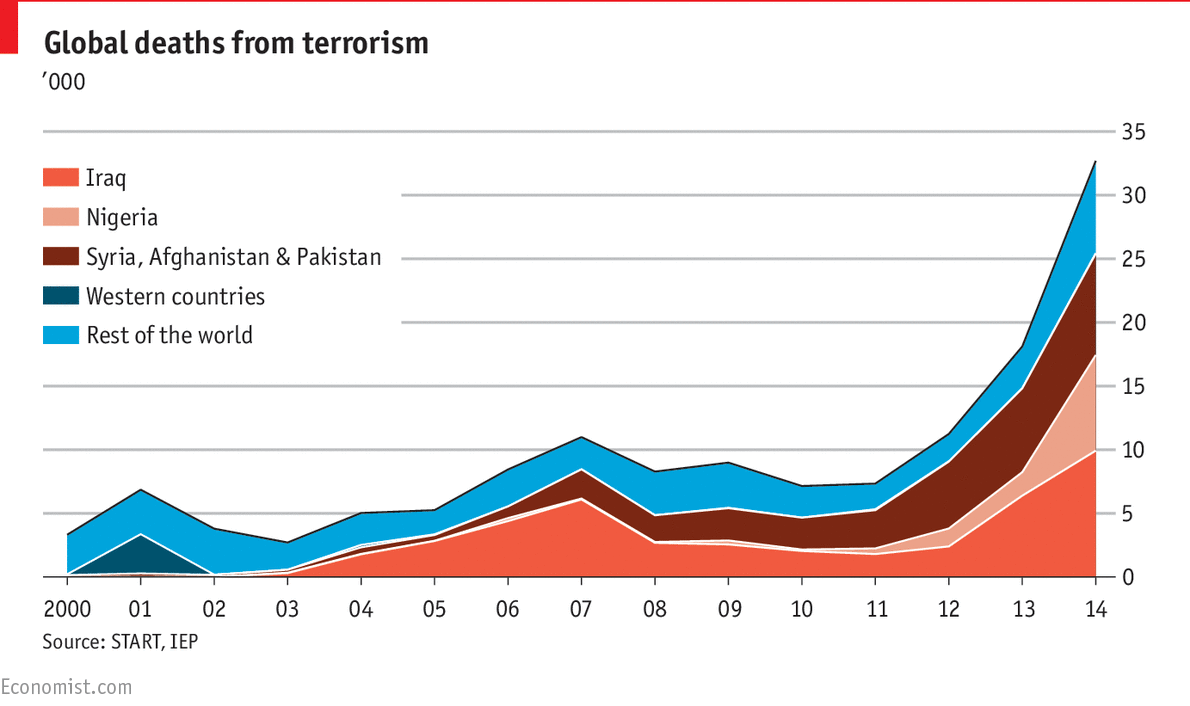 Global deaths from terrorism
’000
35
Iraq
30
Nigeria
Syria, Afghanistan & Pakistan
25
Western countries
Rest of the world
20
15
10
5
0
2000 01 02 03 04 05 06 07 08 09 10 11 12 13 14
Source: START, IEP
Economist.com